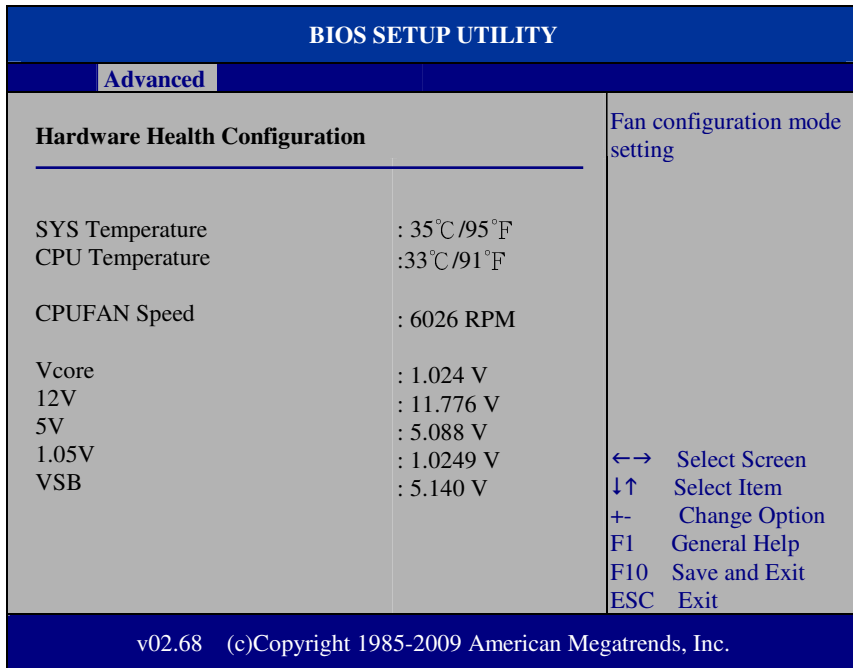 BIOS SETUP UTILITY
Advanced
Hardware Health Configuration
SYS Temperature : 35℃/95℉
CPU Temperature :33℃/91℉
CPUFAN Speed : 6026 RPM
Vcore : 1.024 V
12V : 11.776 V
5V : 5.088 V
1.05V : 1.0249 V
VSB : 5.140 V
Fan configuration mode
setting
←→ Select Screen
↓↑ Select Item
+- Change Option
F1 General Help
F10 Save and Exit
ESC Exit
v02.68 (c)Copyright 1985-2009 American Megatrends, Inc.